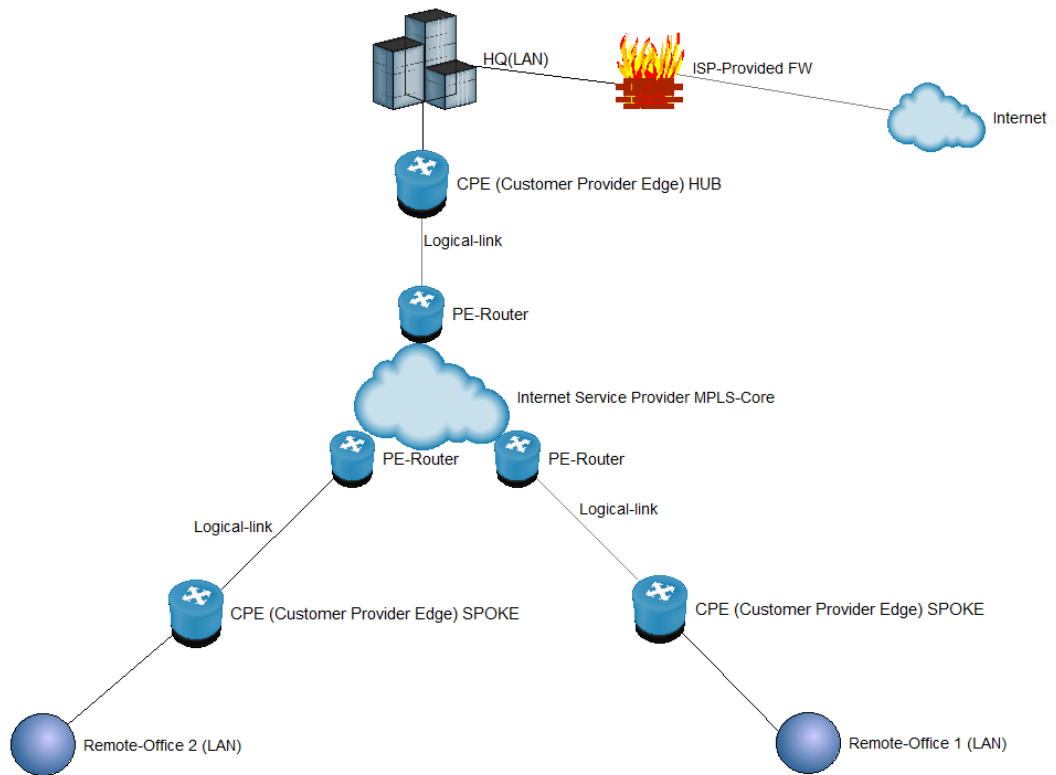 HQ(LAN)
ISP-Provided FW
Internet
CPE (Customer Provider Edge) HUB
Logical-link
PE-Router
Internet Service Provider MPLS-Core
PE-Router
PE-Router
Logical-link
Logical-link
CPE (Customer Provider Edge) SPOKE
CPE (Customer Provider Edge) SPOKE
Remote-Office 2 (LAN)
Remote-Office 1 (LAN)